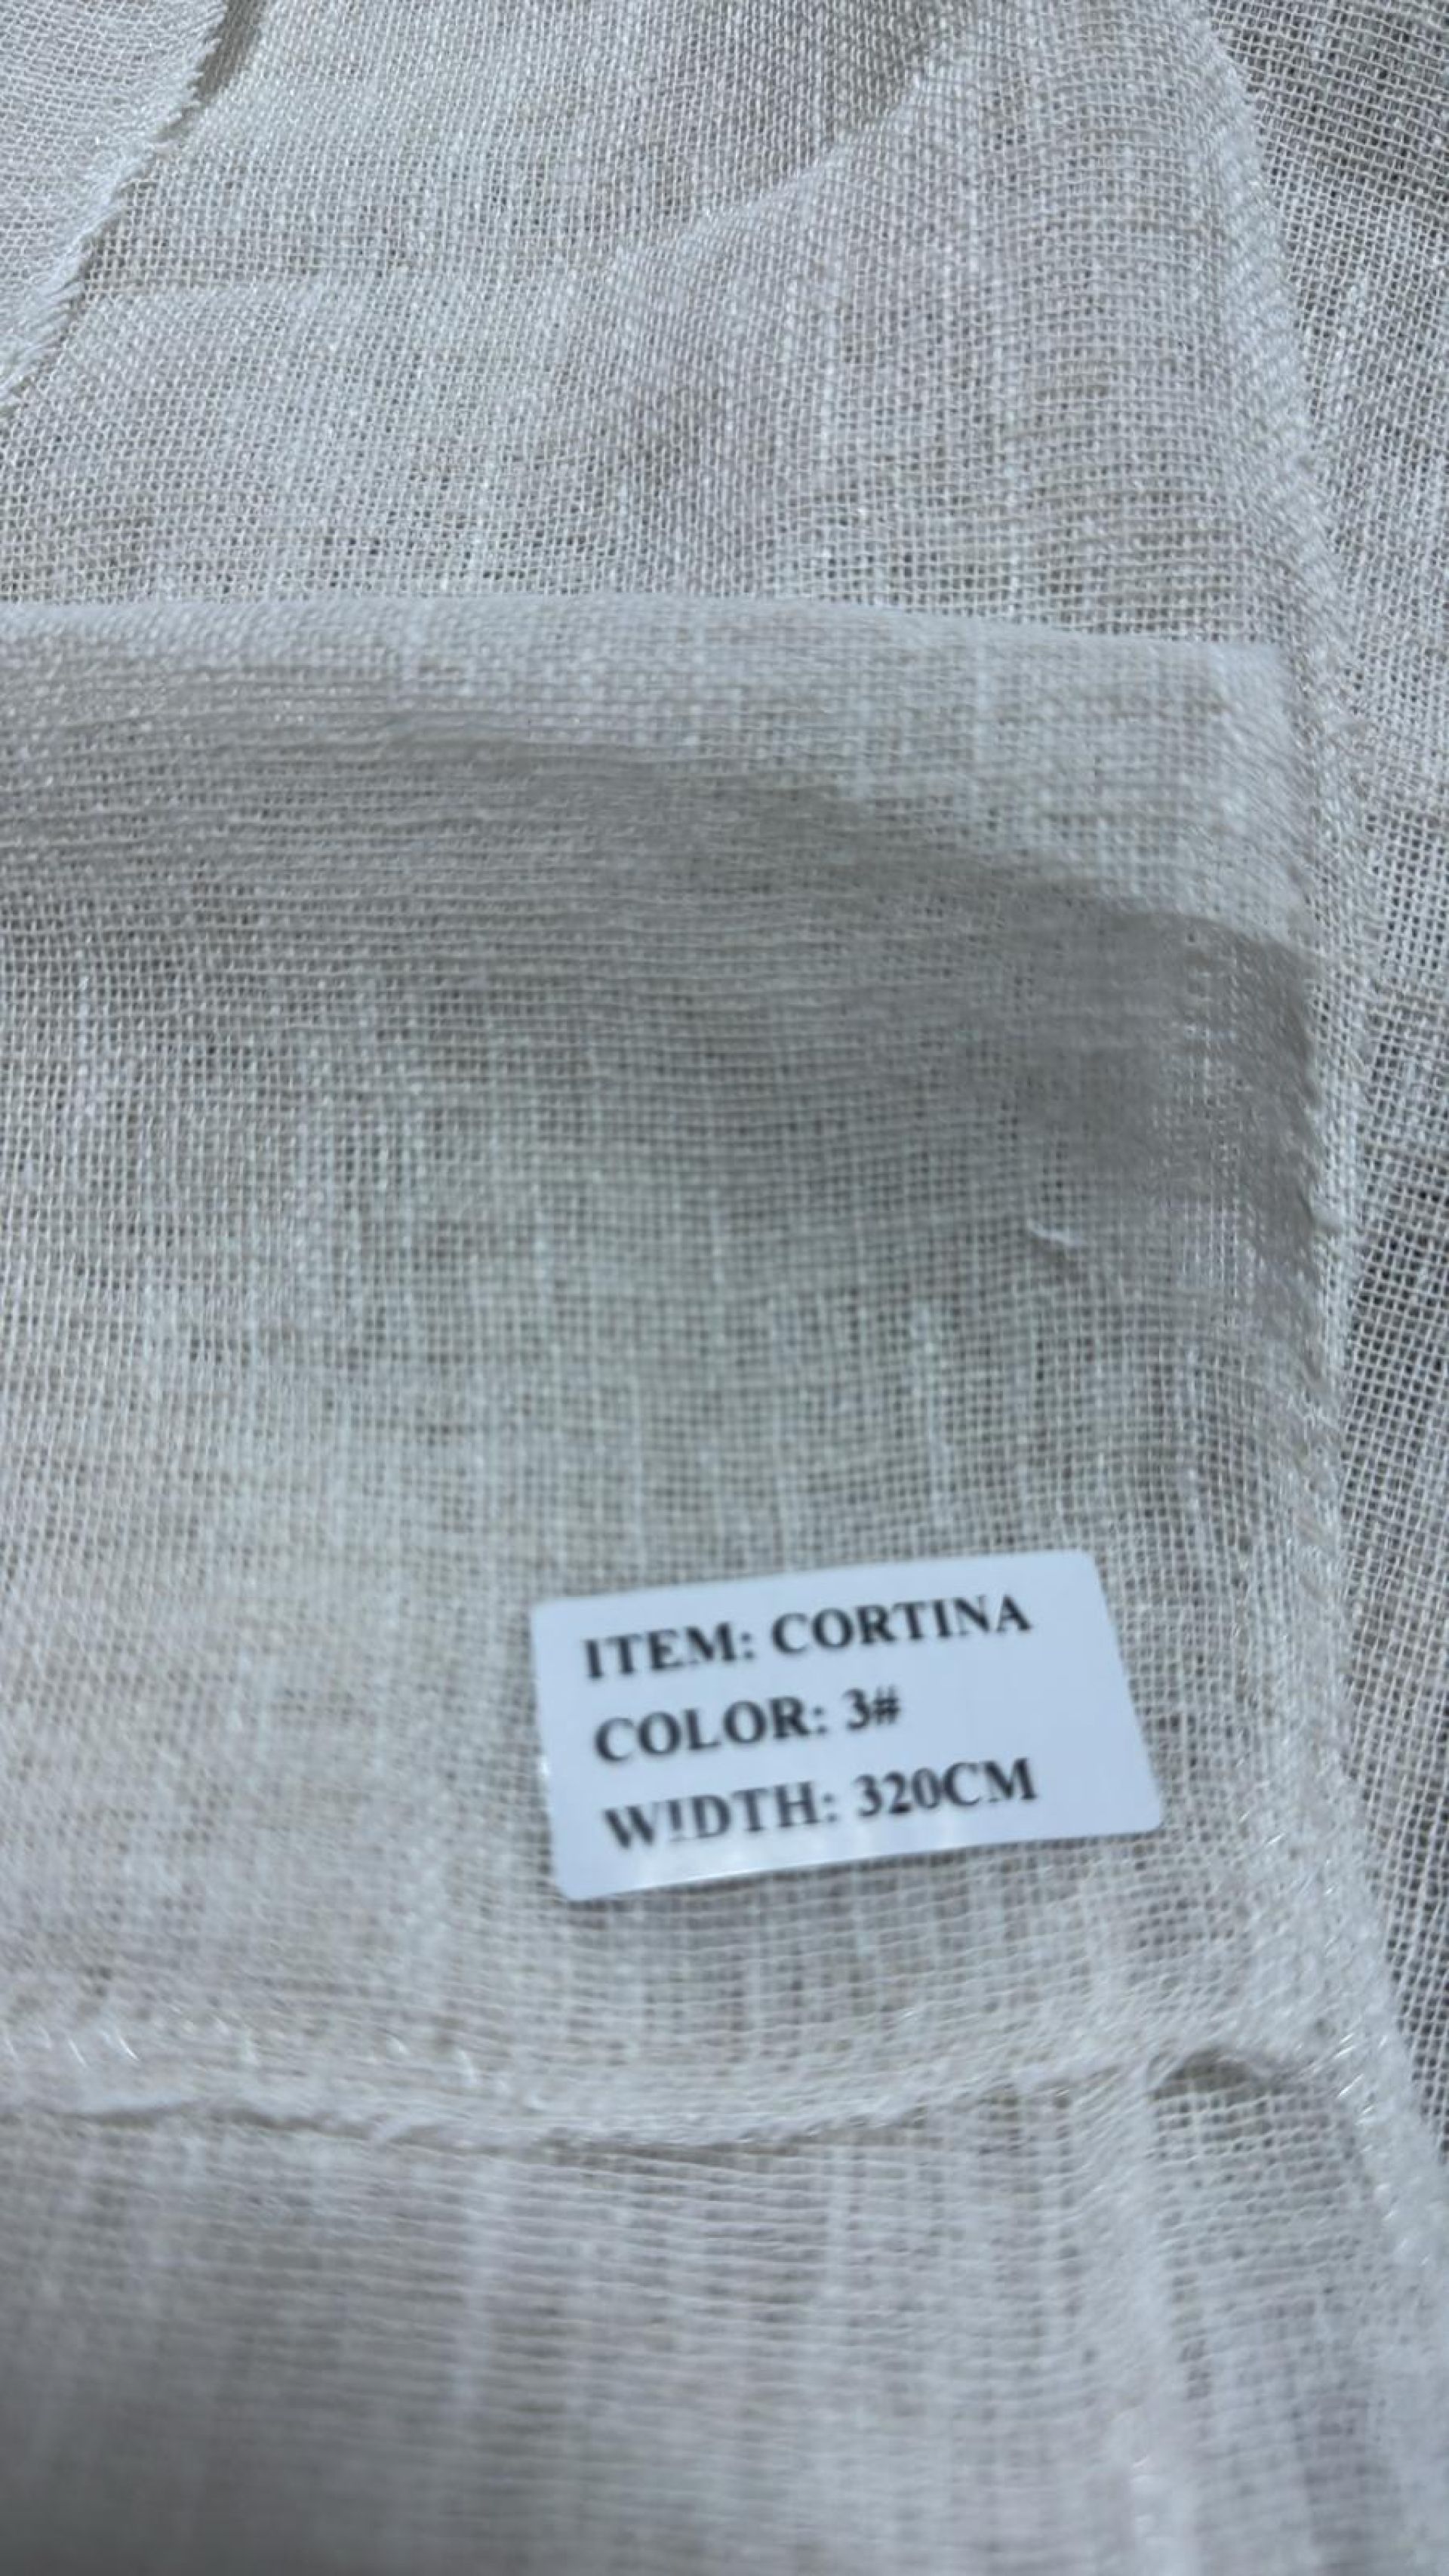 ITEM: CORTINA
COLOR: 3#
WIDTH: 320CM